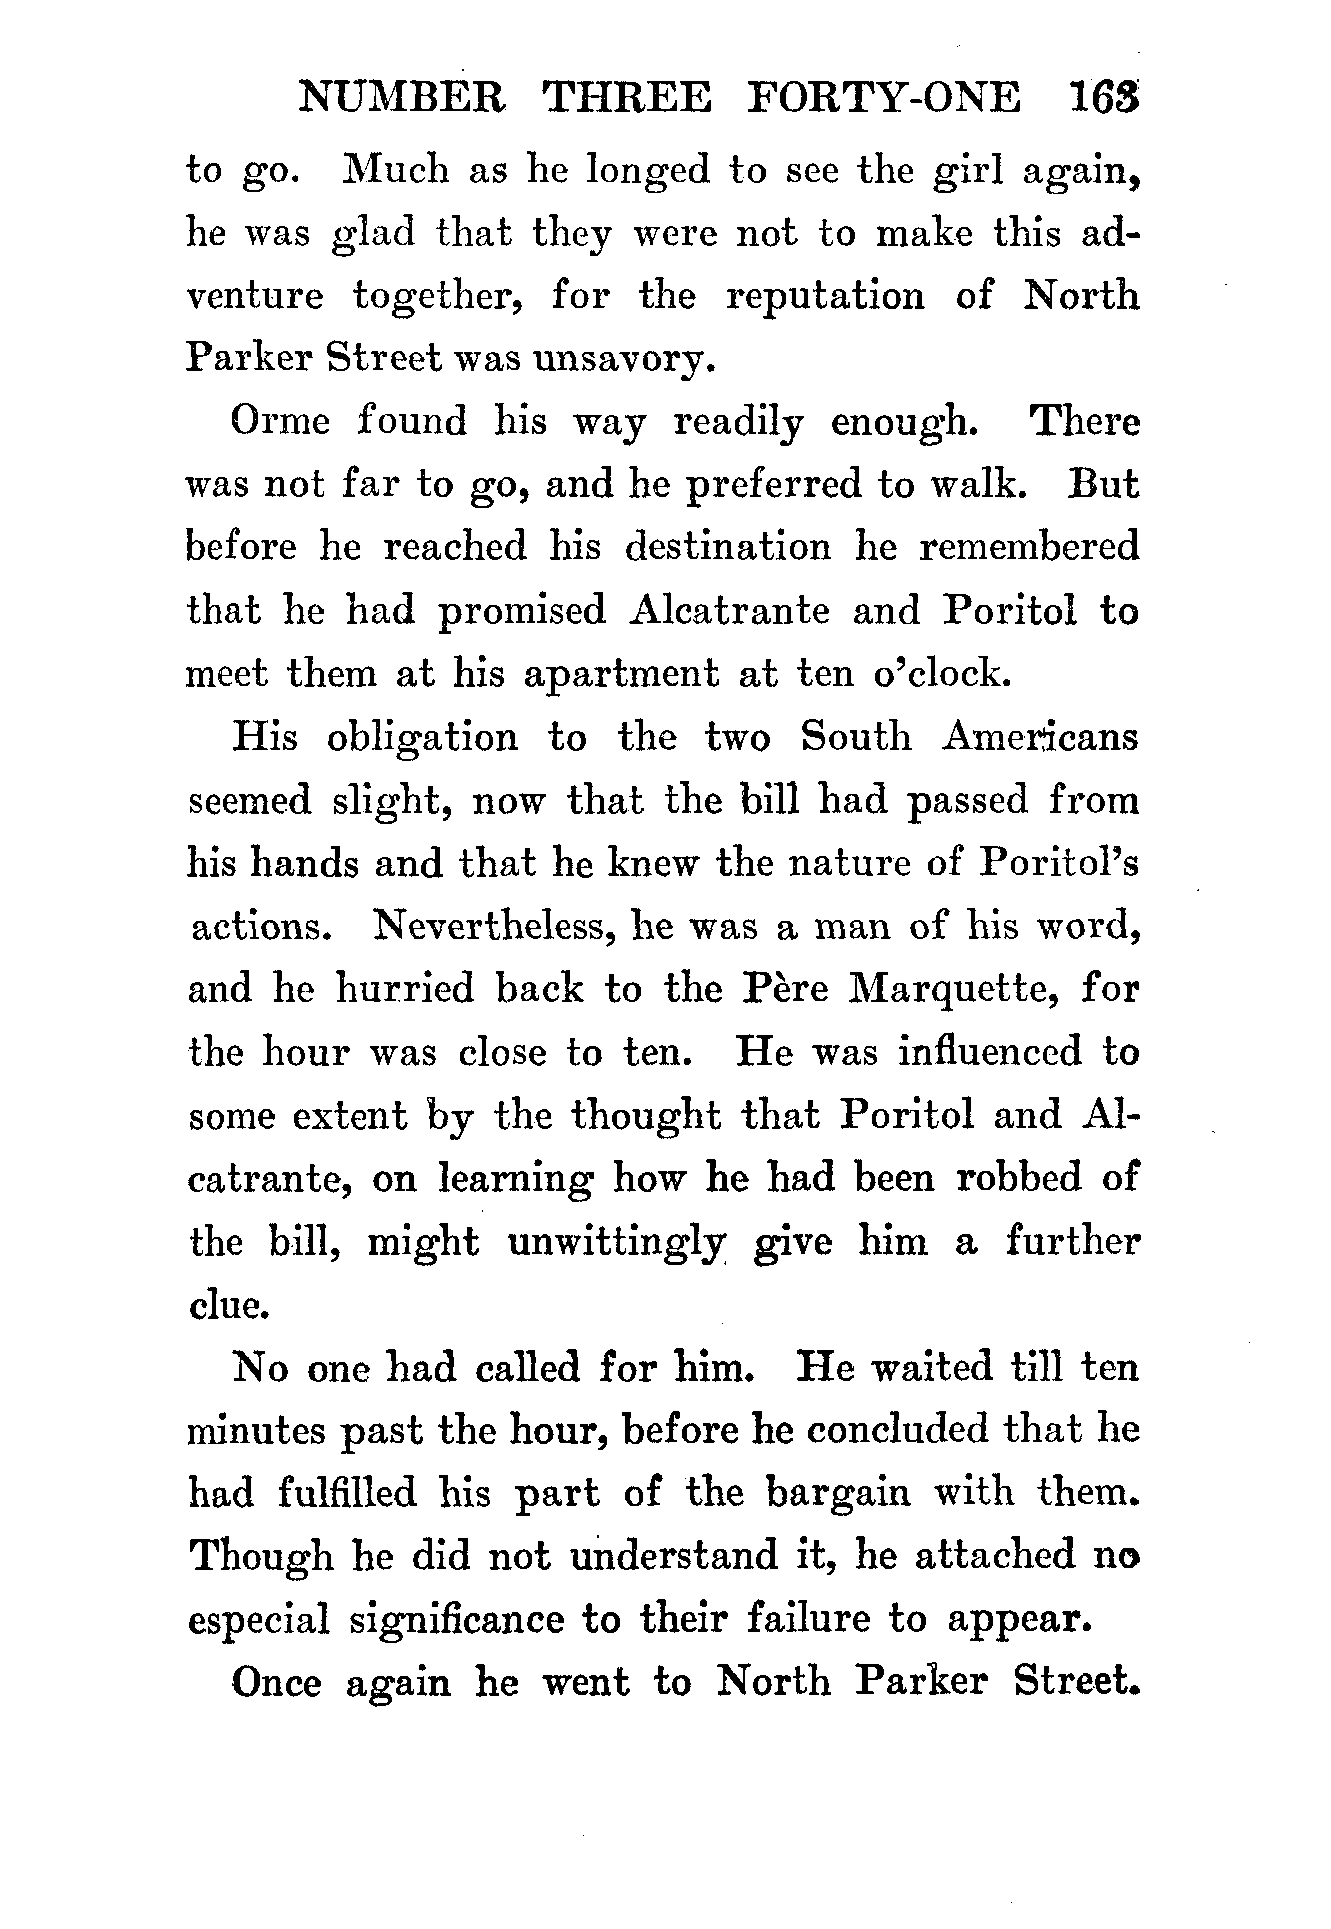 NUMBER THREE FORTY-ONE 163
to go. Much as he longed to see the girl again,
he was glad that they were not to make this ad-
venture together, for the reputation of North
Parker Street was unsavory.
Orme found his way readily enough. There
was not far to go, and he preferred to walk. But
before he reached his destination he remembered
that he had promised Alcatrante and Poritol to
meet them at his apartment at ten o'clock.
His obligation to the two South Americans
seemed slight, now that the bill had passed from
his hands and that he knew the nature of Poritol's
actions. Nevertheless, he was a man of his word,
and he hurried back to the Père Marquette, for
the hour was close to ten. He was influenced to
some extent by the thought that Poritol and Al-
catrante, on learning how he had been robbed of
the bill, might unwittingly give him a further
clue.
No one had called for him. He waited till ten
minutes past the hour, before he concluded that he
had fulfilled his part of the bargain with them.
Though he did not understand it, he attached no
especial significance to their failure to appear.
Once again he went to North Parker Street.